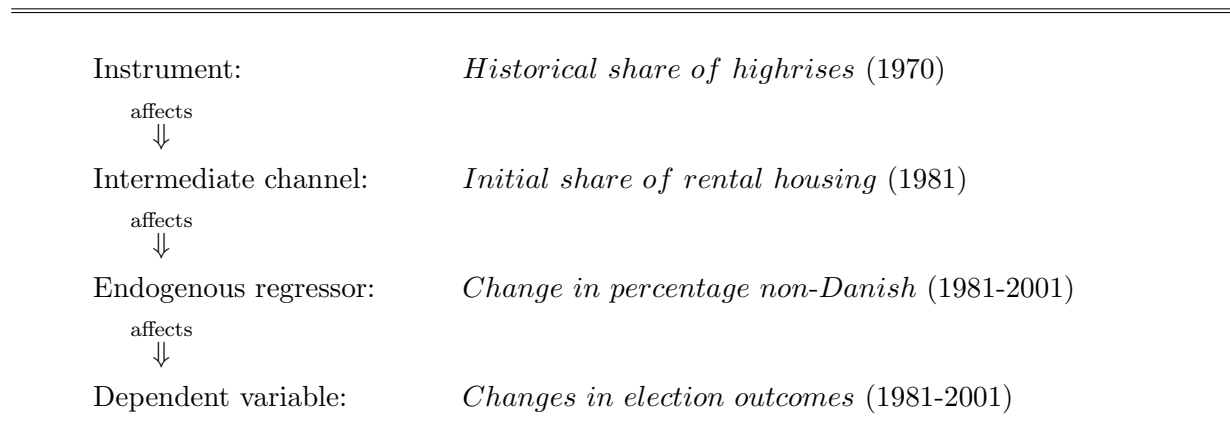 Instrument: Historical share of highrises (1970)
affects
⇓
Intermediate channel: Initial share of rental housing (1981)
affects
⇓
Endogenous regressor: Change in percentage non-Danish (1981-2001)
affects
⇓
Dependent variable: Changes in election outcomes (1981-2001)